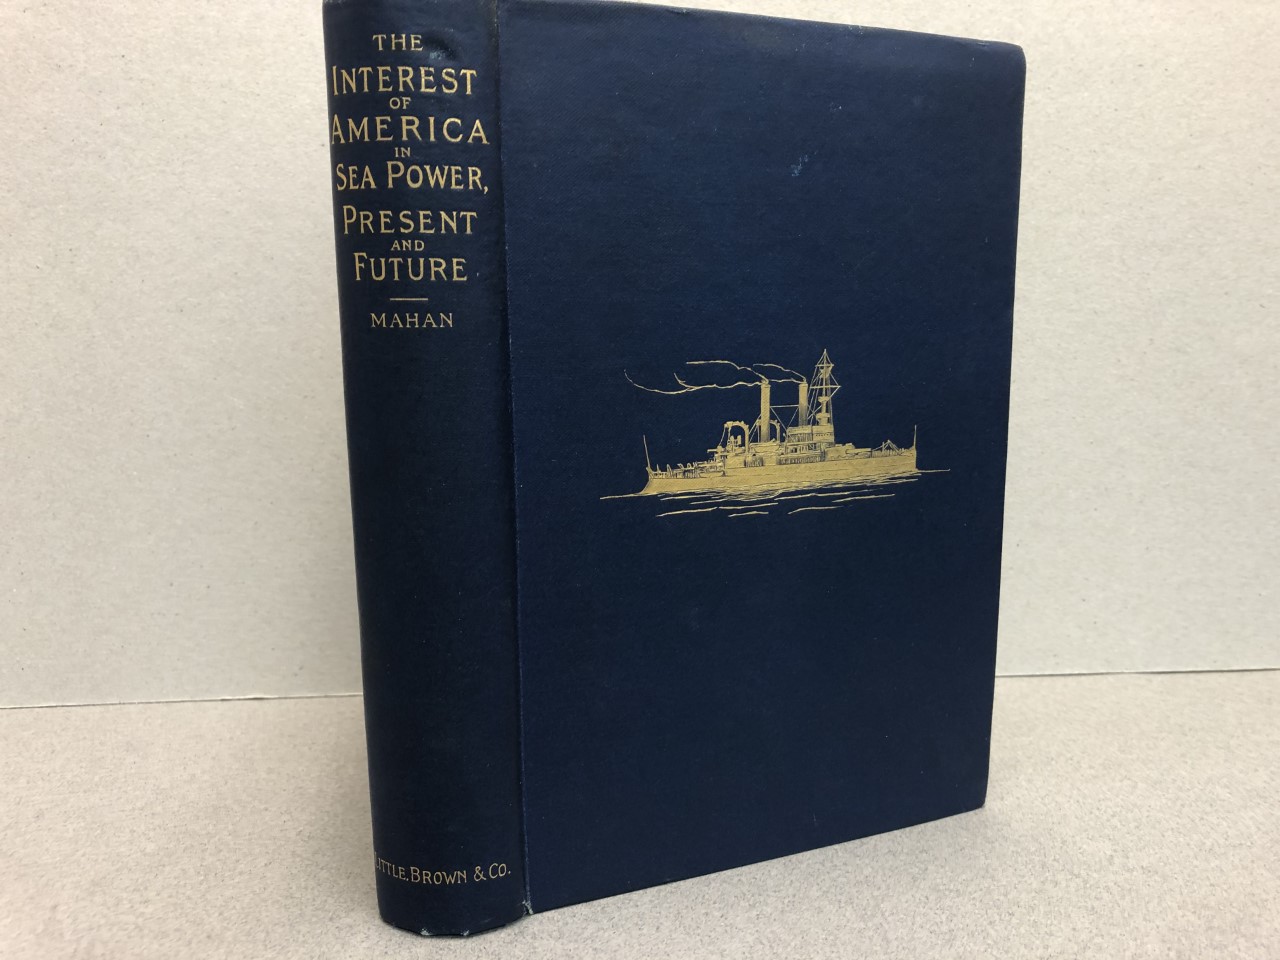 THE
INTEREST
OF
AMERICA
IN
SEA POWER,
PRESENT
AND
FUTURE
MAHAN
LITTLE, BROWN & CO.